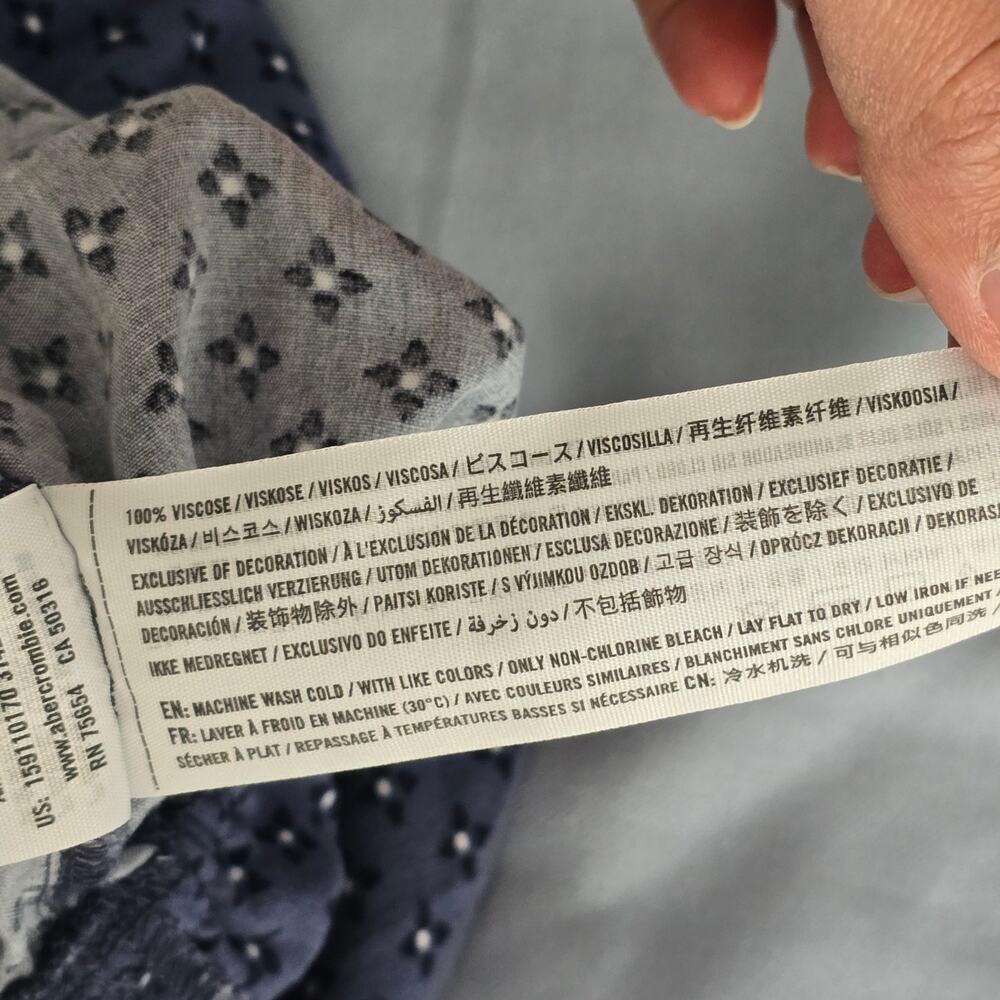 100% VISCOSE / VISKOSE / VISKOS / VISCOSA / ビスコース / VISCOSILLA / 再生纤维素纤维 / VISKOOSIA /
VISKÓZA / 비스코스 / WISKOZA / الفسكوز / 再生纖維素纖維
EXCLUSIVE OF DECORATION / À L'EXCLUSION DE LA DÉCORATION / EKSKL. DEKORATION / EXCLUSIEF DECORATIE /
AUSSCHLIESSLICH VERZIERUNG / UTOM DEKORATIONEN / ESCLUSA DECORAZIONE / 装飾を除く / EXCLUSIVO DE
DECORACIÓN / 装饰物除外 / PAITSI KORISTE / S VÝJIMKOU OZDOB / 고급 장식 / OPRÓCZ DEKORACJI / DEKORASJ
IKKE MEDREGNET / EXCLUSIVO DO ENFEITE / دون زخرفة / 不包括飾物
EN: MACHINE WASH COLD / WITH LIKE COLORS / ONLY NON-CHLORINE BLEACH / LAY FLAT TO DRY / LOW IRON IF NEE
FR: LAVER À FROID EN MACHINE (30°C) / AVEC COULEURS SIMILAIRES / BLANCHIMENT SANS CHLORE UNIQUEMENT /
SÉCHER À PLAT / REPASSAGE À TEMPÉRATURES BASSES SI NÉCESSAIRE CN: 冷水机洗 / 可与相似色同洗 /
US: 159110170
www.abercrombie.com
RN 75654 CA 50316